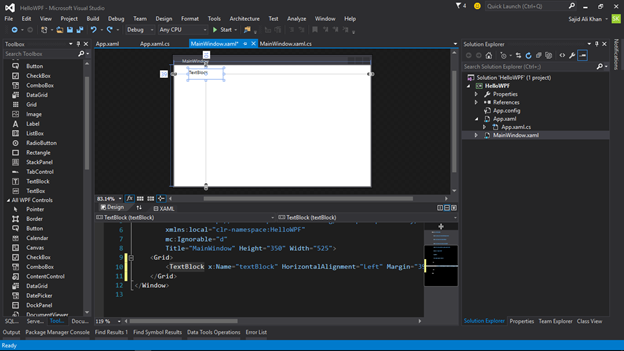 HelloWPF - Microsoft Visual Studio
4
Quick Launch (Ctrl+Q)
File Edit View Project Build Debug Team Design Format Tools Architecture Test Analyze Window Help
Sajid Ali Khan
Debug Any CPU Start
Toolbox
Search Toolbox
Button
CheckBox
ComboBox
DataGrid
Grid
Image
Label
ListBox
RadioButton
Rectangle
StackPanel
TabControl
TextBlock
TextBox
All WPF Controls
Pointer
Border
Button
Calendar
Canvas
CheckBox
ComboBox
ContentControl
DataGrid
DatePicker
DockPanel
DocumentViewer
SQL... Server... Tool... Docu...
App.xaml App.xaml.cs MainWindow.xaml* MainWindow.xaml.cs
MainWindow
TextBlock
83.14%
Design XAML
TextBlock (textBlock) TextBlock (textBlock)
6 xmlns:local="clr-namespace:HelloWPF"
7 mc:Ignorable="d"
8 Title="MainWindow" Height="350" Width="525">
9 <Grid>
10 <TextBlock x:Name="textBlock" HorizontalAlignment="Left" Margin="
11 </Grid>
12 </Window>
13
119 %
Solution Explorer
Search Solution Explorer (Ctrl+;)
Solution 'HelloWPF' (1 project)
HelloWPF
Properties
References
App.config
App.xaml
App.xaml.cs
MainWindow.xaml
Solution Explorer Properties Team Explorer Class View
Notifications
Output Package Manager Console Find Results 1 Find Symbol Results Data Tools Operations Error List
Ready